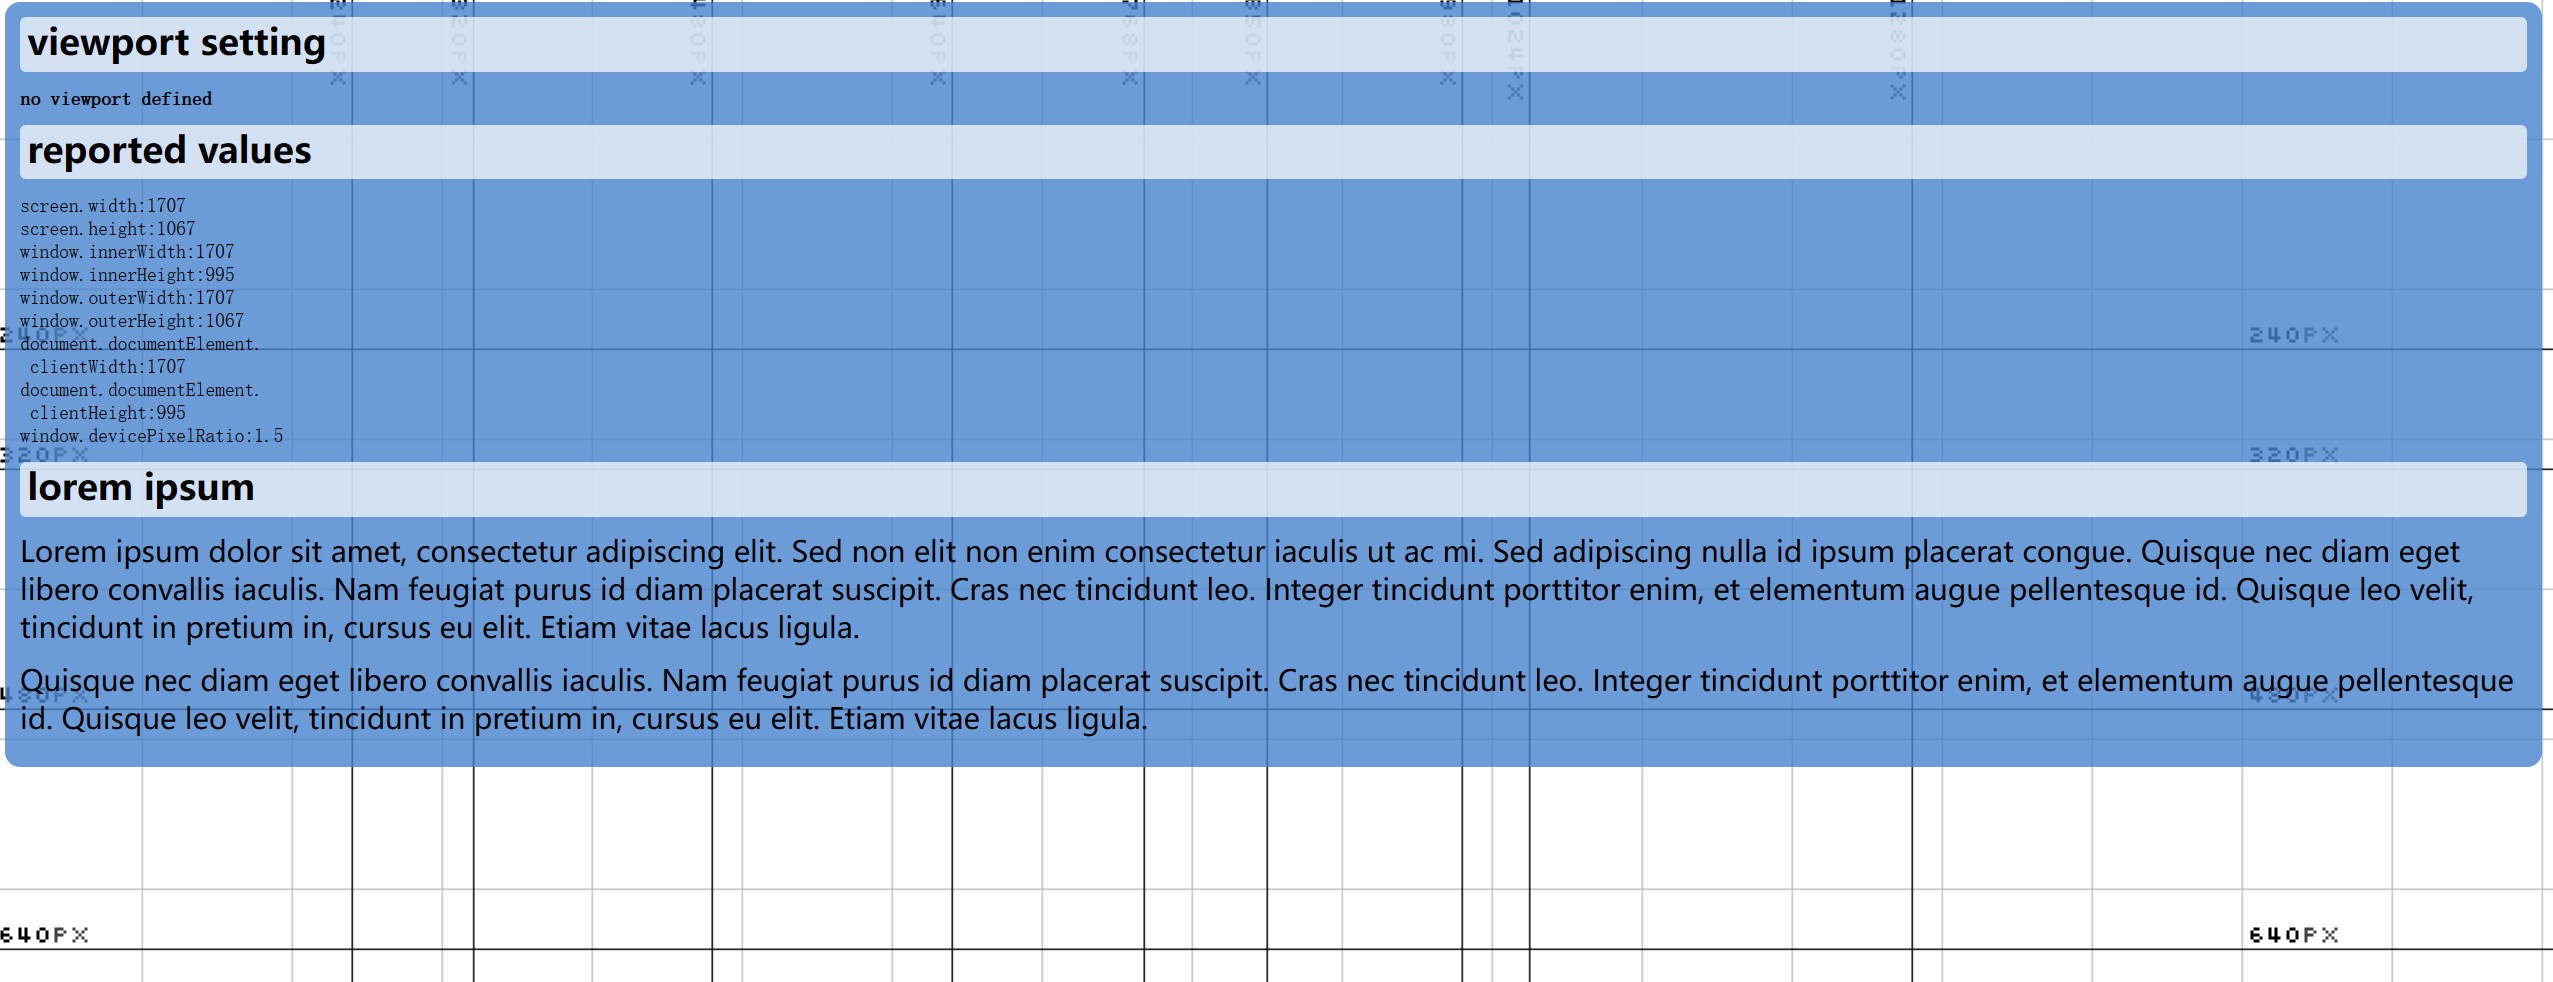 viewport setting
no viewport defined
reported values
screen.width:1707
screen.height:1067
window.innerWidth:1707
window.innerHeight:995
window.outerWidth:1707
window.outerHeight:1067
240PX 240PX
document.documentElement.
clientWidth:1707
document.documentElement.
clientHeight:995
window.devicePixelRatio:1.5
320PX 320PX
lorem ipsum
Lorem ipsum dolor sit amet, consectetur adipiscing elit. Sed non elit non enim consectetur iaculis ut ac mi. Sed adipiscing nulla id ipsum placerat congue. Quisque nec diam eget
libero convallis iaculis. Nam feugiat purus id diam placerat suscipit. Cras nec tincidunt leo. Integer tincidunt porttitor enim, et elementum augue pellentesque id. Quisque leo velit,
tincidunt in pretium in, cursus eu elit. Etiam vitae lacus ligula.
Quisque nec diam eget libero convallis iaculis. Nam feugiat purus id diam placerat suscipit. Cras nec tincidunt leo. Integer tincidunt porttitor enim, et elementum augue pellentesque
480PX 480PX
id. Quisque leo velit, tincidunt in pretium in, cursus eu elit. Etiam vitae lacus ligula.
640PX 640PX